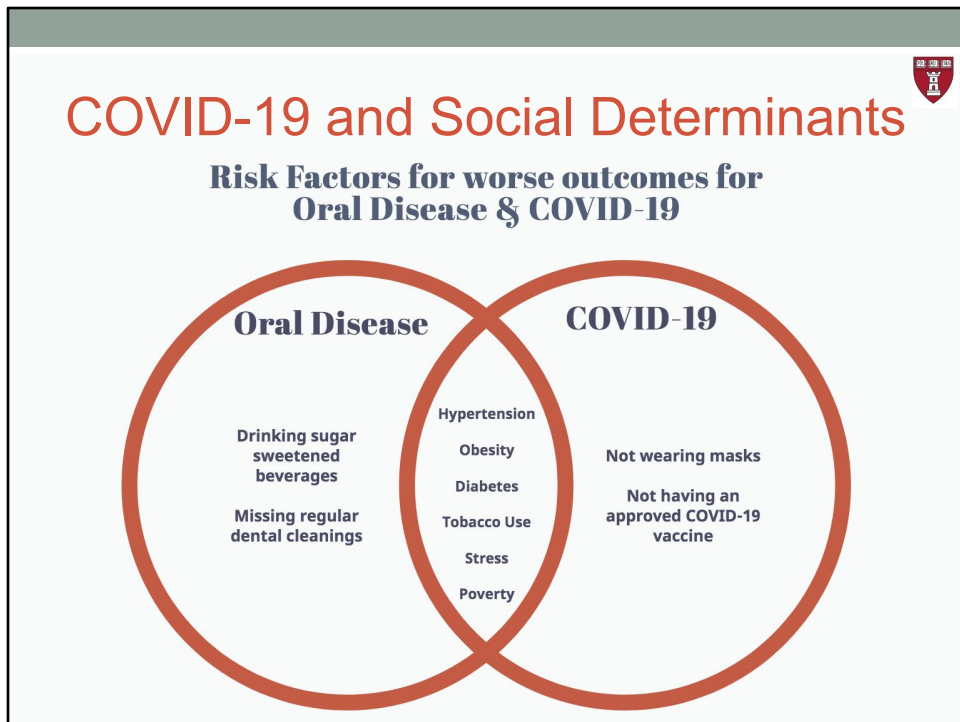 COVID-19 and Social Determinants
Risk Factors for worse outcomes for
Oral Disease & COVID-19
Oral Disease
COVID-19
Drinking sugar
sweetened
beverages
Missing regular
dental cleanings
Hypertension
Obesity
Diabetes
Tobacco Use
Stress
Poverty
Not wearing masks
Not having an
approved COVID-19
vaccine